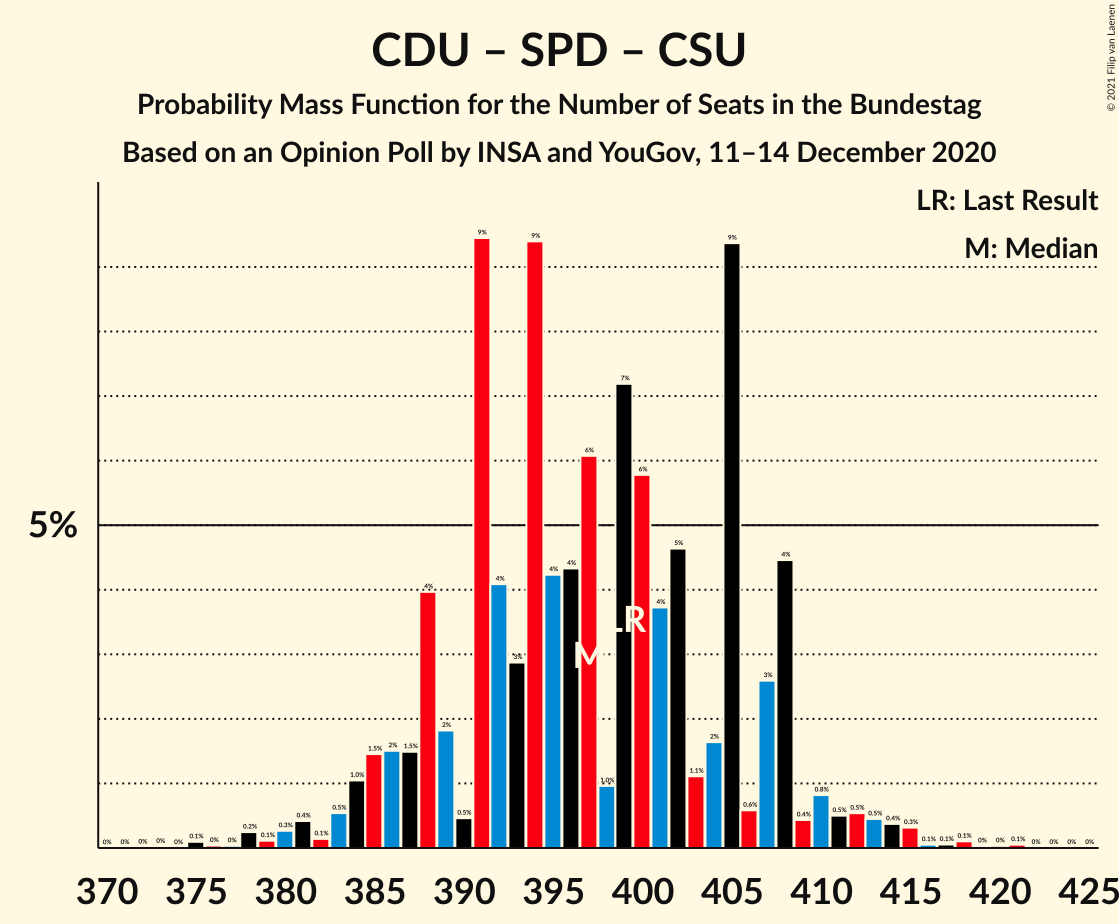 CDU – SPD – CSU
Probability Mass Function for the Number of Seats in the Bundestag
Based on an Opinion Poll by INSA and YouGov, 11–14 December 2020
© 2021 Filip van Laenen
LR: Last Result
M: Median
5%
0% 0% 0% 0% 0% 0.1% 0% 0% 0.2% 0.1% 0.3% 0.4% 0.1% 0.5% 1.0% 1.5% 2% 1.5% 4% 2% 0.5% 9% 4% 3% 9% 4% 4% 6% 1.0% 7% 6% 4% 5% 1.1% 2% 9% 0.6% 3% 4% 0.4% 0.8% 0.5% 0.5% 0.5% 0.4% 0.3% 0.1% 0.1% 0.1% 0% 0% 0.1% 0% 0% 0% 0%
LR
M
370 375 380 385 390 395 400 405 410 415 420 425